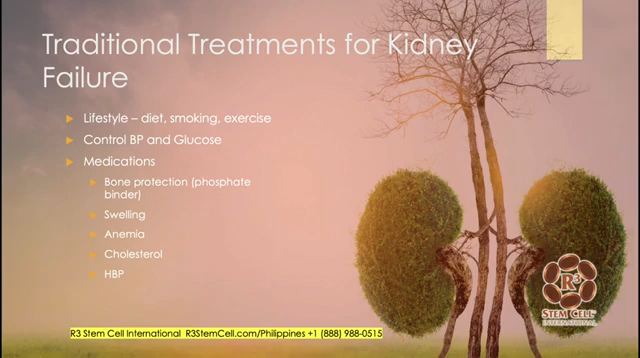 Traditional Treatments for Kidney
Failure
Lifestyle – diet, smoking, exercise
Control BP and Glucose
Medications
Bone protection (phosphate
binder)
Swelling
Anemia
Cholesterol
HBP
R3
STEM CELL
INTERNATIONAL
R3 Stem Cell International R3StemCell.com/Philippines +1 (888) 988-0515